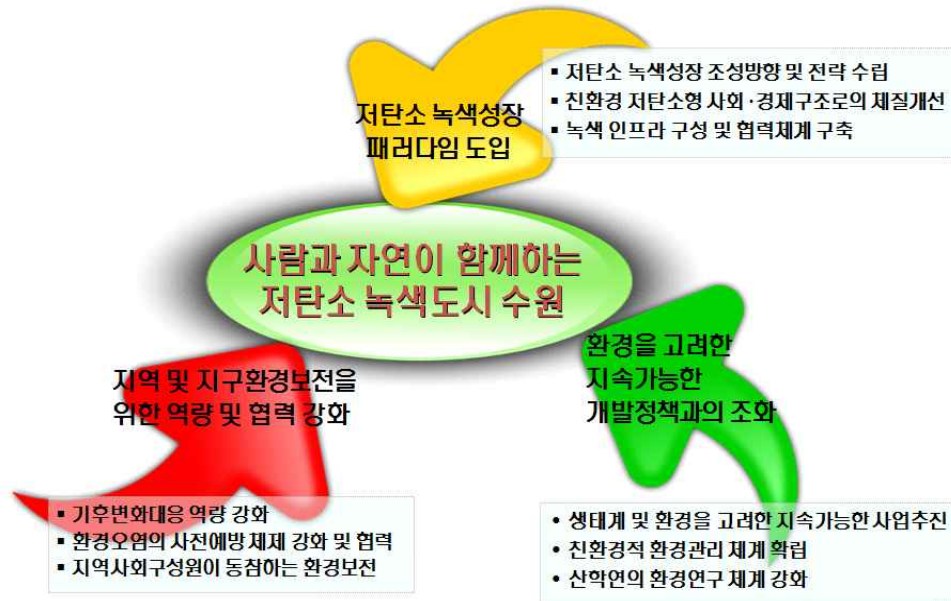 저탄소 녹색성장
패러다임 도입
▪ 저탄소 녹색성장 조성방향 및 전략 수립
▪ 친환경 저탄소형 사회·경제구조로의 체질개선
▪ 녹색 인프라 구성 및 협력체계 구축
사람과 자연이 함께하는
저탄소 녹색도시 수원
지역 및 지구환경보전을
위한 역량 및 협력 강화
환경을 고려한
지속가능한
개발정책과의 조화
▪ 기후변화대응 역량 강화
▪ 환경오염의 사전예방 체제 강화 및 협력
▪ 지역사회구성원이 동참하는 환경보전
• 생태계 및 환경을 고려한 지속가능한 사업추진
• 친환경적 환경관리 체계 확립
• 산학연의 환경연구 체계 강화